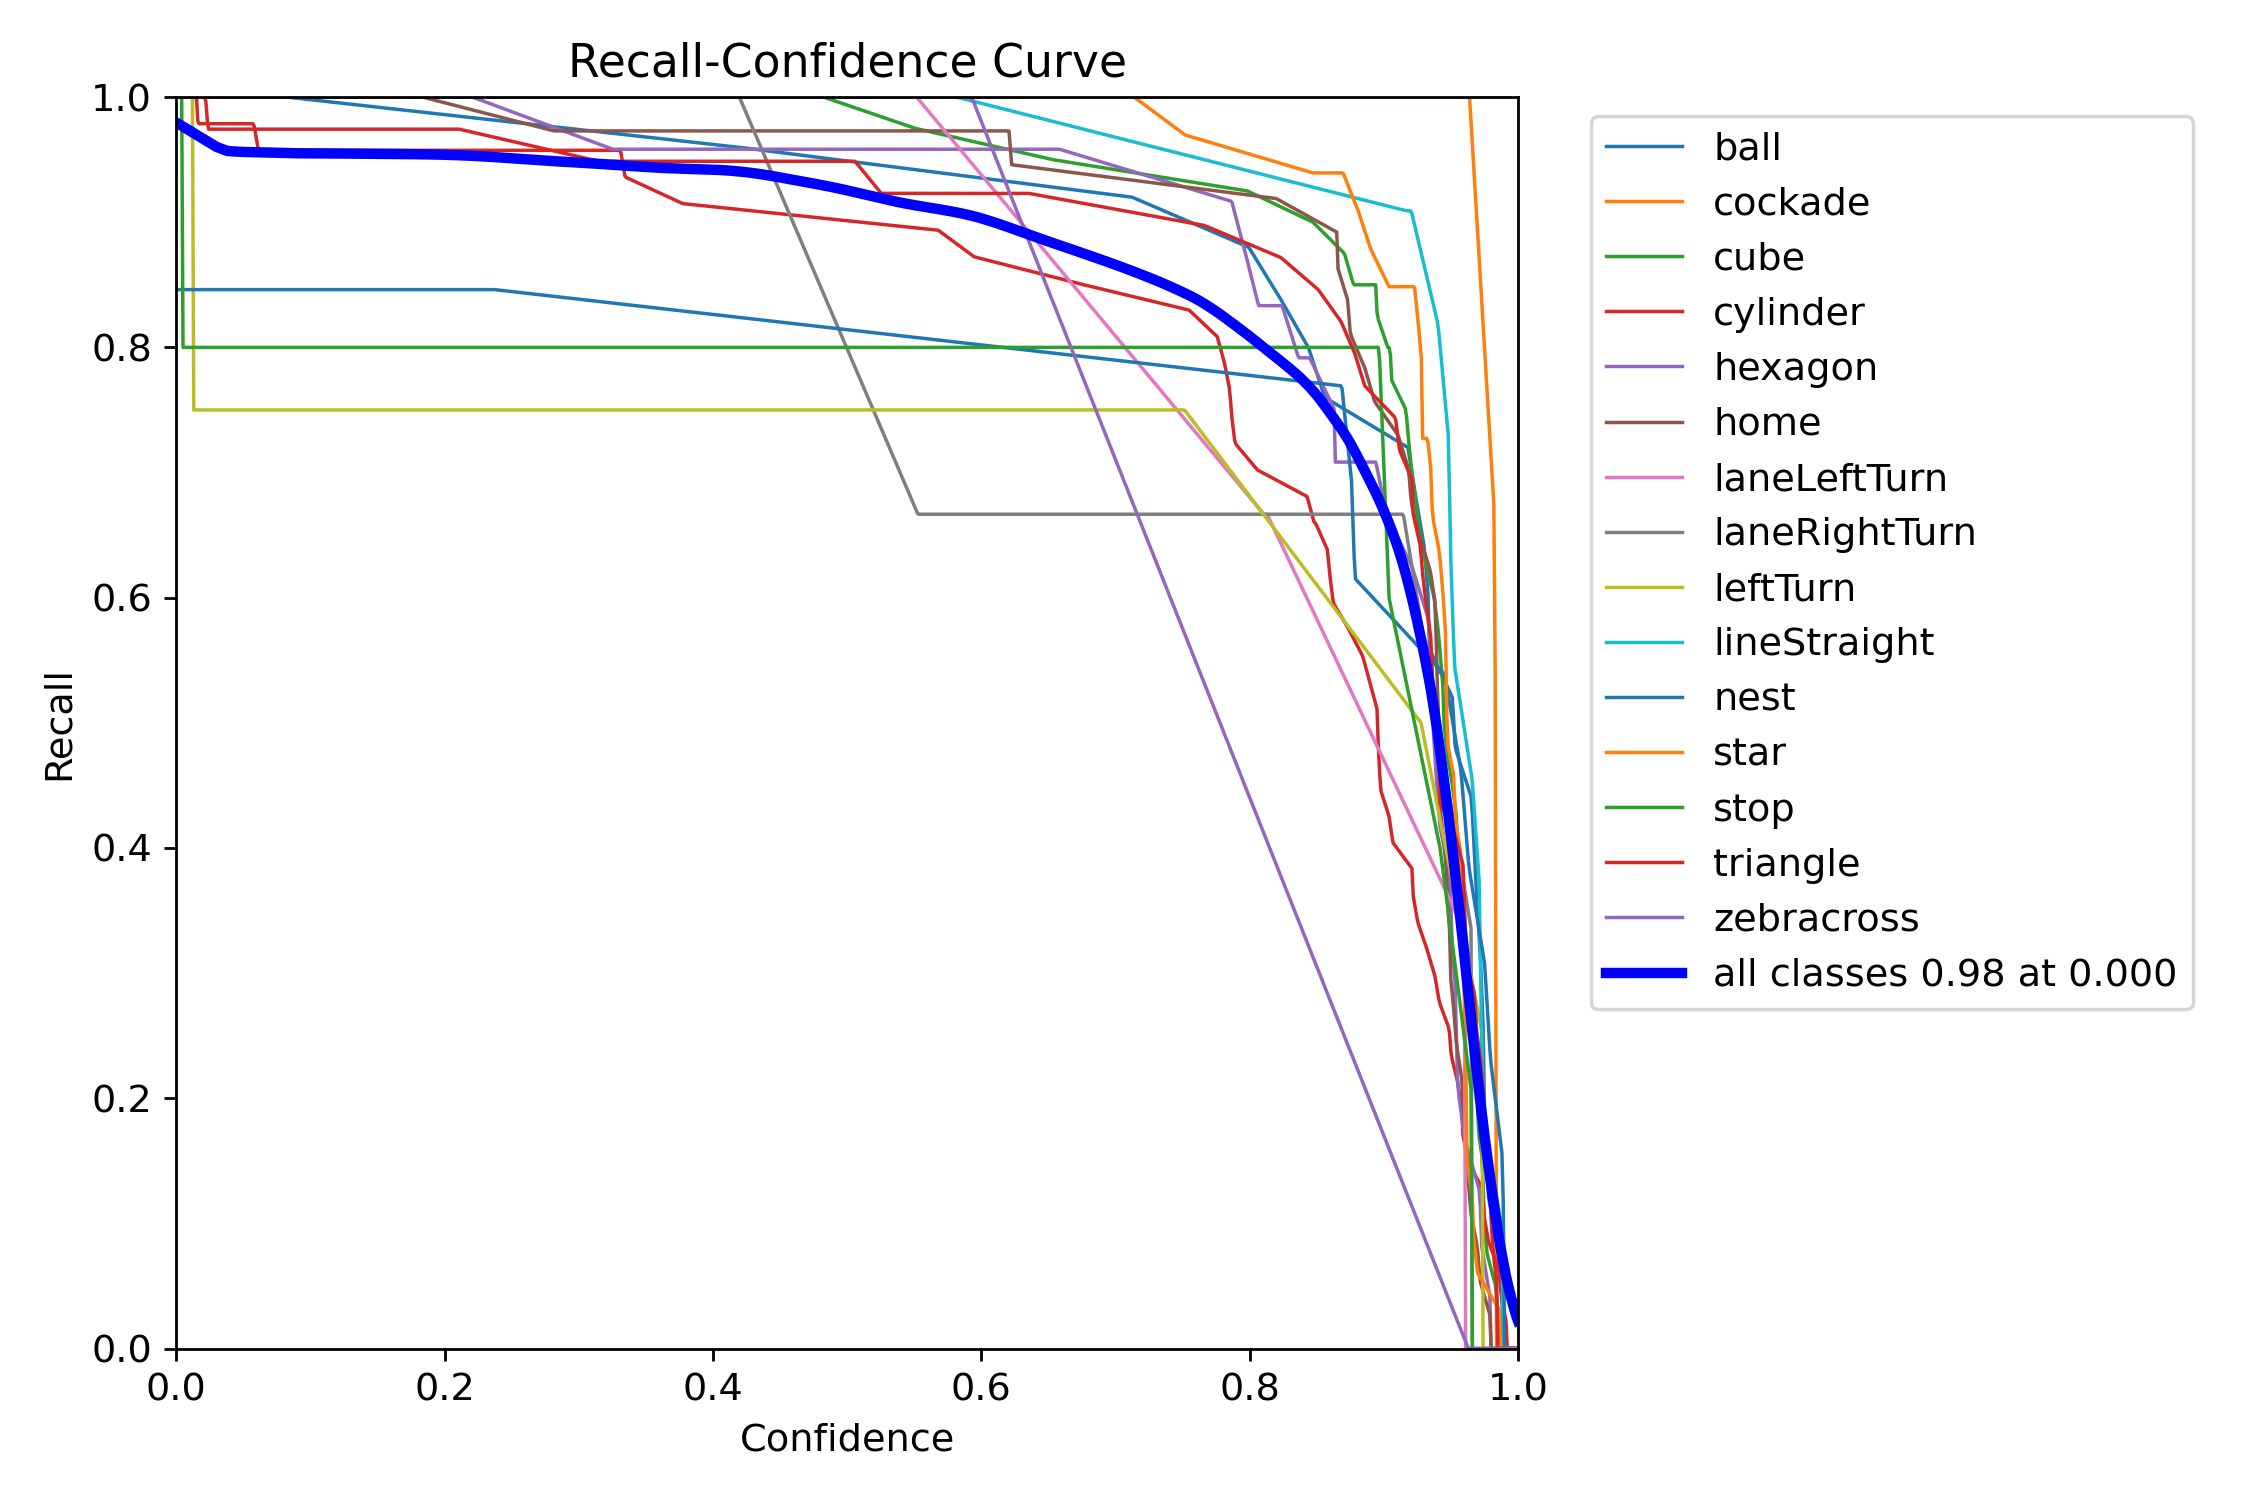 Recall-Confidence Curve
1.0
0.8
0.6
0.4
0.2
0.0
Recall
0.0 0.2 0.4 0.6 0.8 1.0
Confidence
ball
cockade
cube
cylinder
hexagon
home
laneLeftTurn
laneRightTurn
leftTurn
lineStraight
nest
star
stop
triangle
zebracross
all classes 0.98 at 0.000